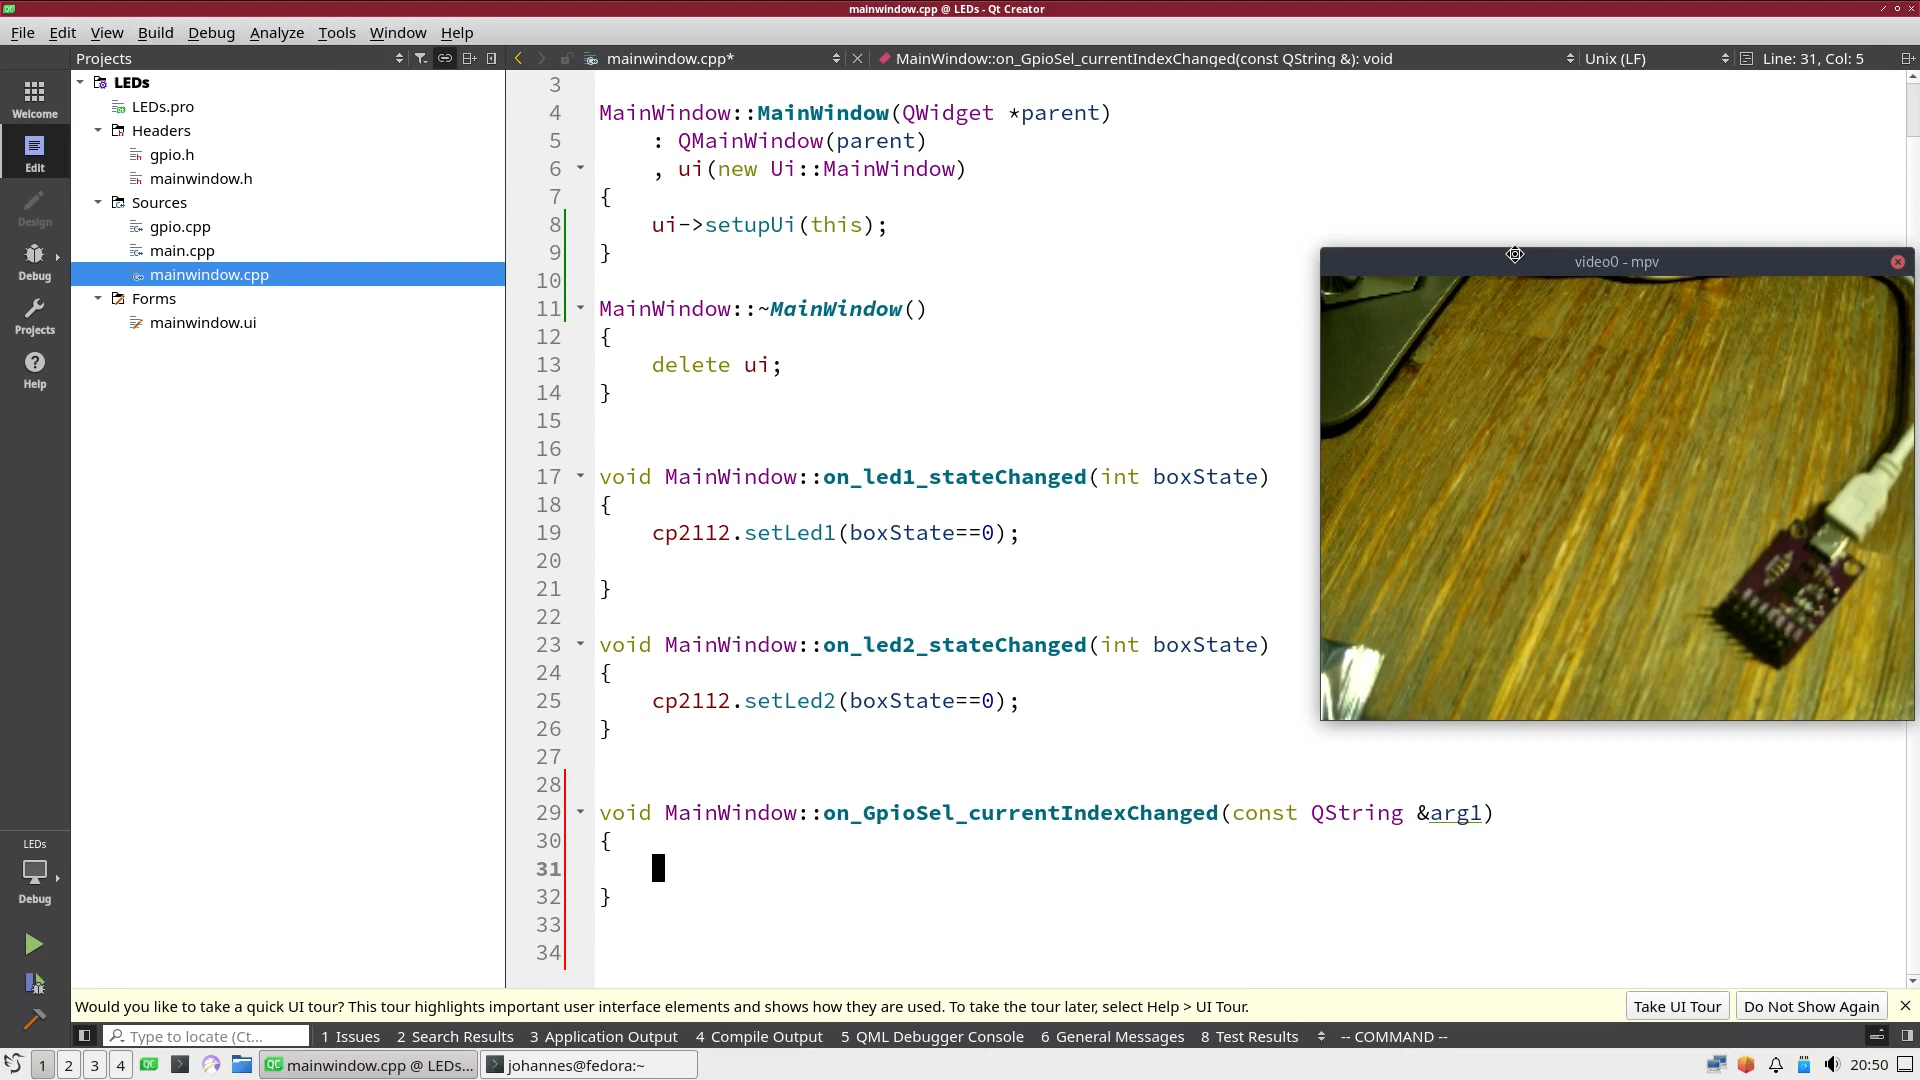 mainwindow.cpp @ LEDs - Qt Creator
File Edit View Build Debug Analyze Tools Window Help
Projects
mainwindow.cpp*
MainWindow::on_GpioSel_currentIndexChanged(const QString &): void
Unix (LF)
Line: 31, Col: 5
Welcome
Edit
Design
Debug
Projects
Help
LEDs
Debug
LEDs
LEDs.pro
Headers
gpio.h
mainwindow.h
Sources
gpio.cpp
main.cpp
mainwindow.cpp
Forms
mainwindow.ui
3
4 MainWindow::MainWindow(QWidget *parent)
5 : QMainWindow(parent)
6 , ui(new Ui::MainWindow)
7 {
8 ui->setupUi(this);
9 }
10
11 MainWindow::~MainWindow()
12 {
13 delete ui;
14 }
15
16
17 void MainWindow::on_led1_stateChanged(int boxState)
18 {
19 cp2112.setLed1(boxState==0);
20
21 }
22
23 void MainWindow::on_led2_stateChanged(int boxState)
24 {
25 cp2112.setLed2(boxState==0);
26 }
27
28
29 void MainWindow::on_GpioSel_currentIndexChanged(const QString &arg1)
30 {
31
32 }
33
34
video0 - mpv
Would you like to take a quick UI tour? This tour highlights important user interface elements and shows how they are used. To take the tour later, select Help > UI Tour.
Take UI Tour
Do Not Show Again
Type to locate (Ct...
1 Issues 2 Search Results 3 Application Output 4 Compile Output 5 QML Debugger Console 6 General Messages 8 Test Results
-- COMMAND --
1 2 3 4
mainwindow.cpp @ LEDs...
johannes@fedora:~
20:50